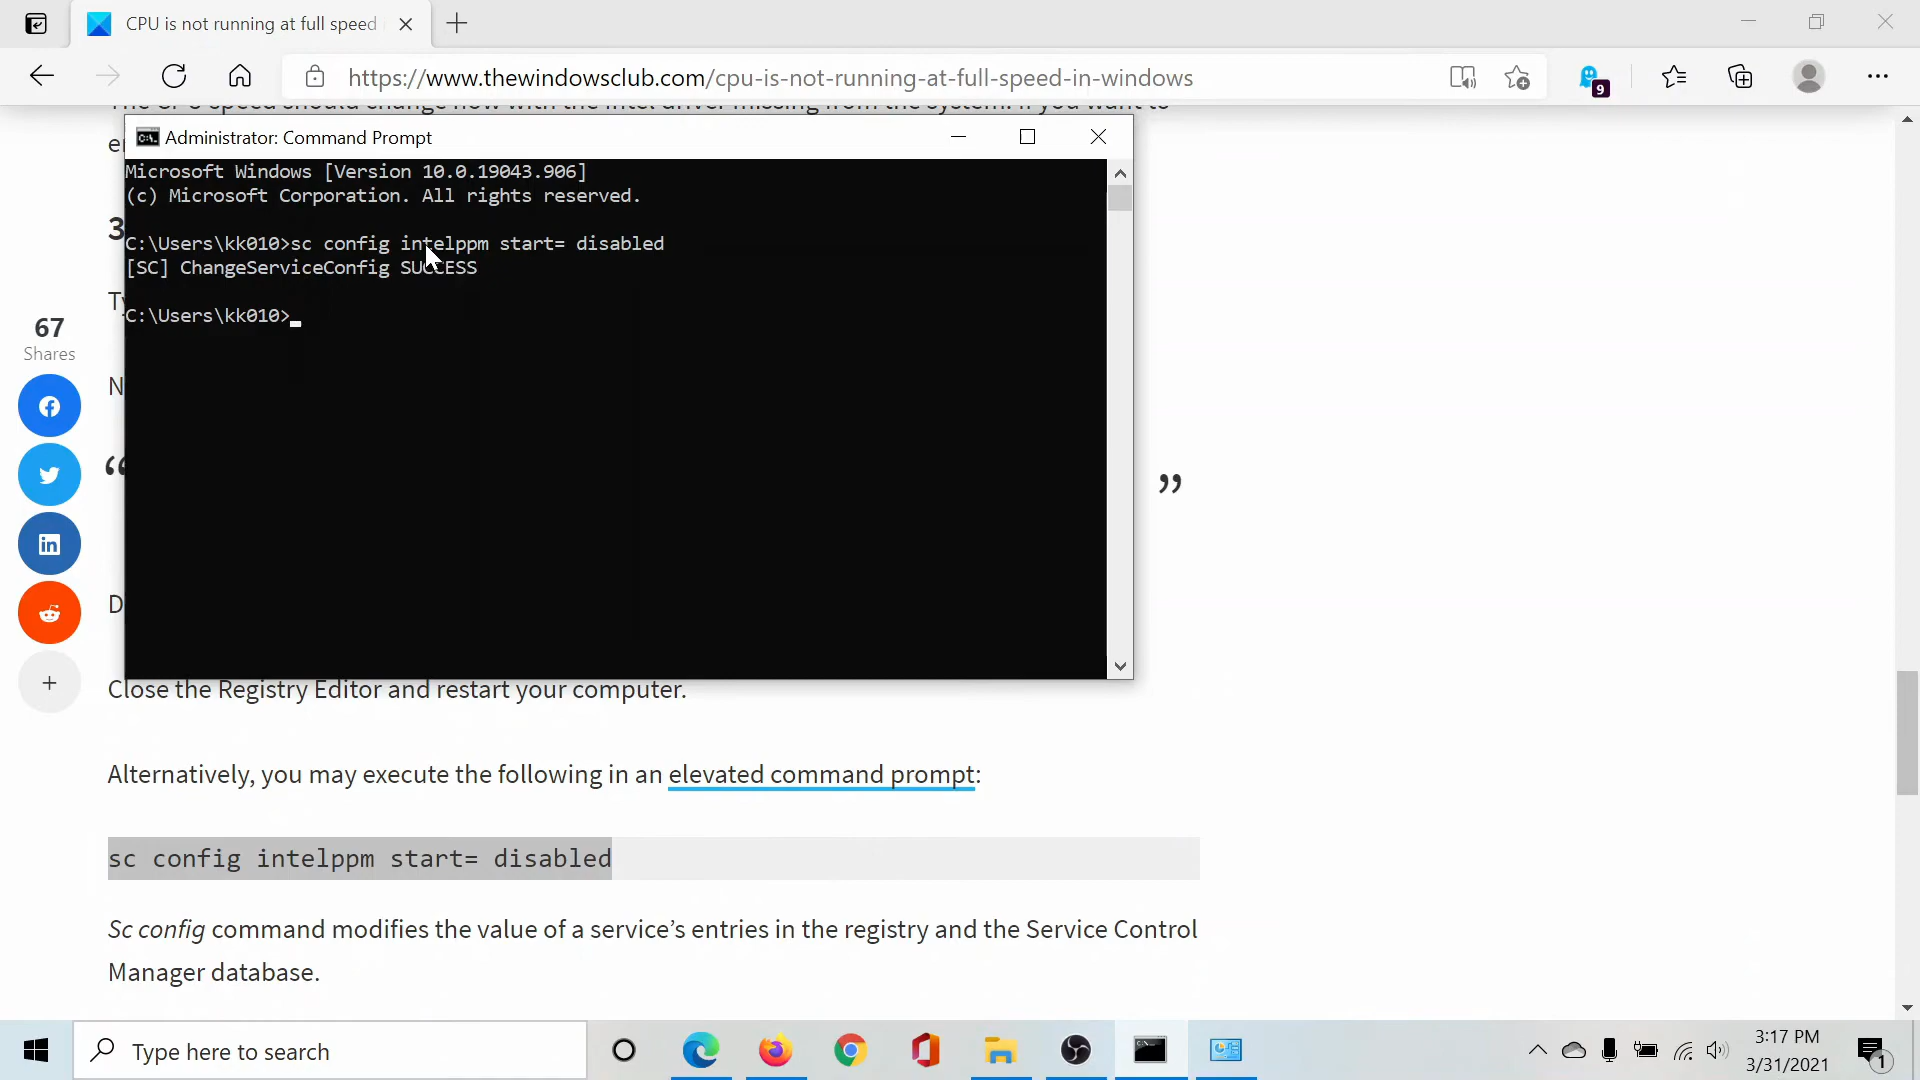 CPU is not running at full speed
https://www.thewindowsclub.com/cpu-is-not-running-at-full-speed-in-windows
9
Administrator: Command Prompt
Microsoft Windows [Version 10.0.19043.906]
(c) Microsoft Corporation. All rights reserved.
C:\Users\kk010>sc config intelppm start= disabled
[SC] ChangeServiceConfig SUCCESS
C:\Users\kk010>
3
Ty
N
“
”
D
67
Shares
Close the Registry Editor and restart your computer.
Alternatively, you may execute the following in an elevated command prompt:
sc config intelppm start= disabled
Sc config command modifies the value of a service’s entries in the registry and the Service Control
Manager database.
Type here to search
3:17 PM
3/31/2021
1